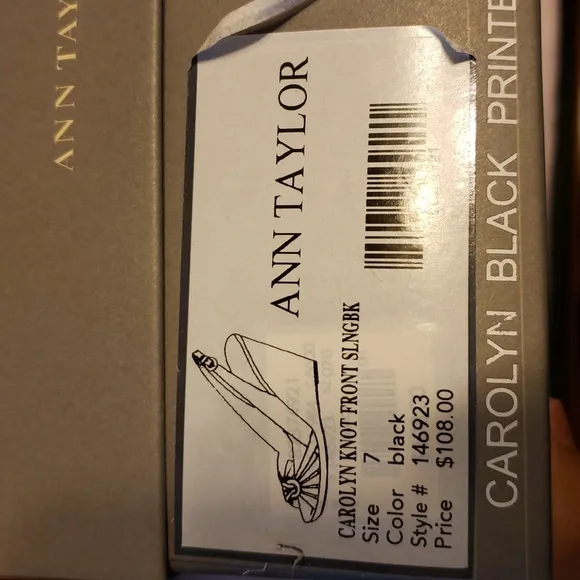 ANN TAY
ANN TAYLOR
CAROLYN KNOT FRONT SLNGBK
Size 7
Color black
Style # 146923
Price $108.00
CAROLYN BLACK PRINTE